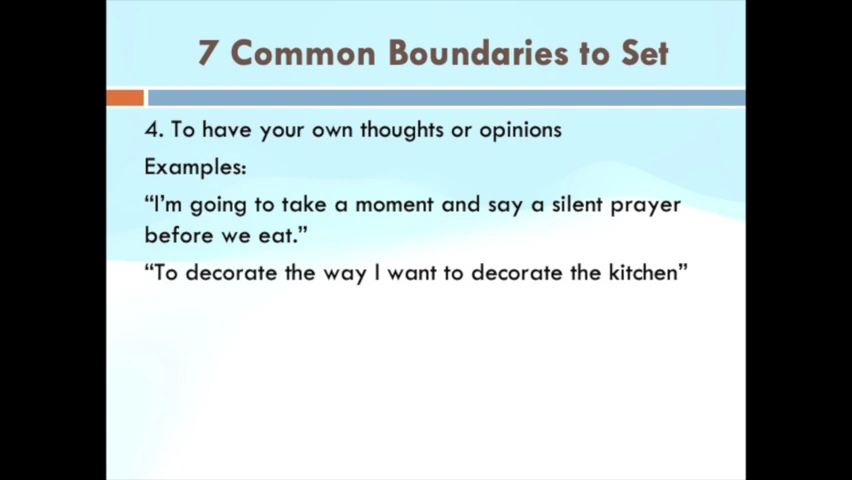 7 Common Boundaries to Set
4. To have your own thoughts or opinions
Examples:
“I’m going to take a moment and say a silent prayer
before we eat.”
“To decorate the way I want to decorate the kitchen”